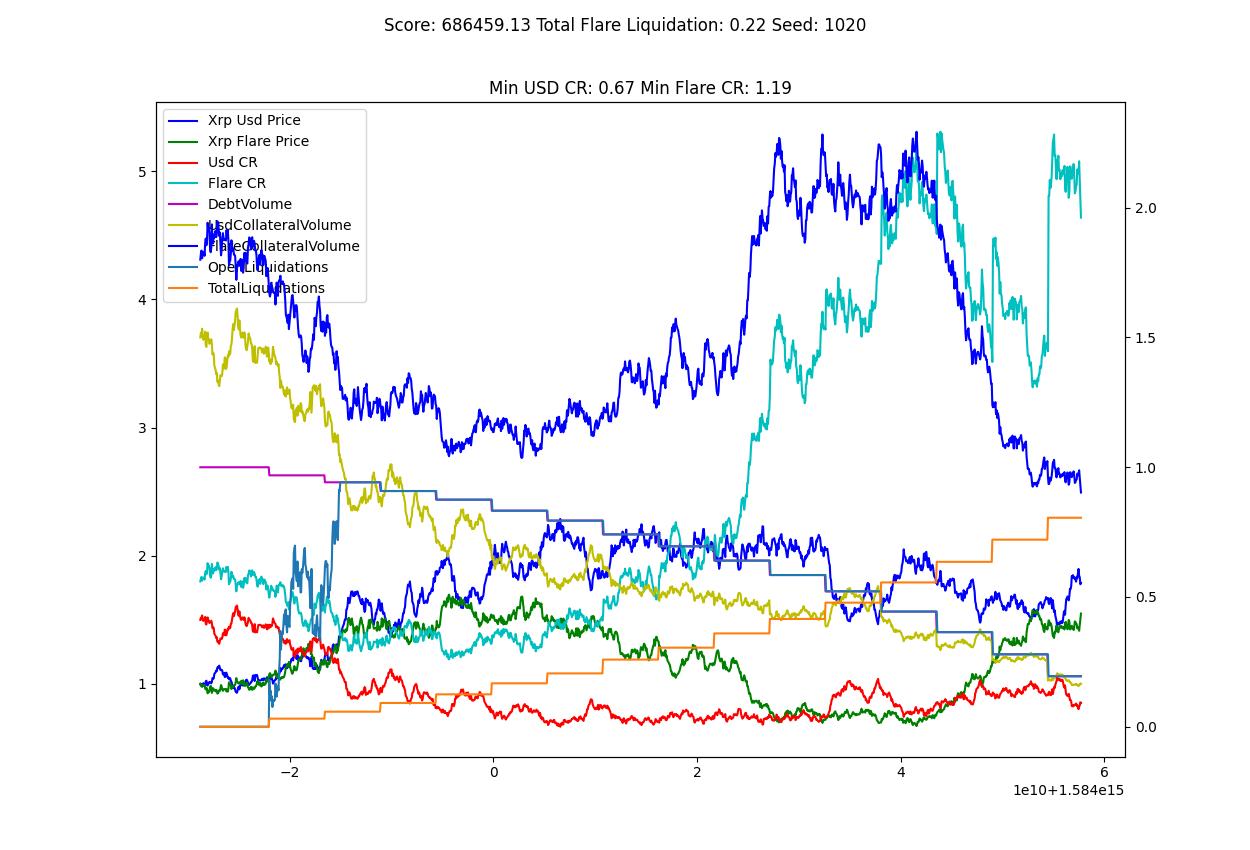 Score: 686459.13 Total Flare Liquidation: 0.22 Seed: 1020
Min USD CR: 0.67 Min Flare CR: 1.19
Xrp Usd Price
Xrp Flare Price
Usd CR
Flare CR
DebtVolume
UsdCollateralVolume
FlareCollateralVolume
OpenLiquidations
TotalLiquidations
5
4
3
2
1
2.0
1.5
1.0
0.5
0.0
−2
0
2
4
6
1e10+1.584e15